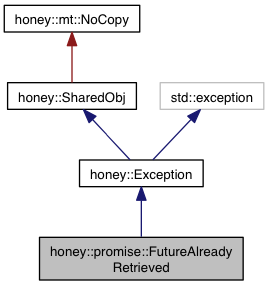 honey::mt::NoCopy
honey::SharedObj
std::exception
honey::Exception
honey::promise::FutureAlready
Retrieved